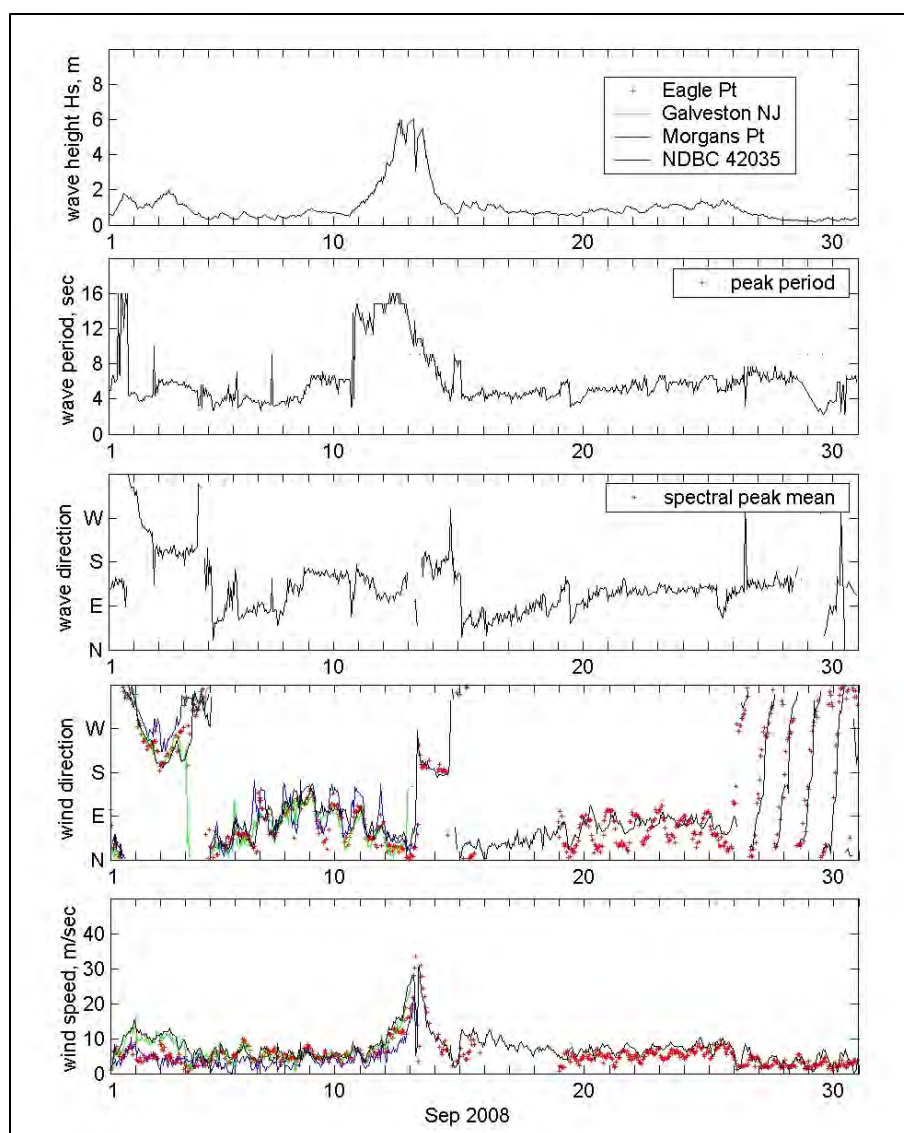 wave height Hs, m
8
6
4
2
0
Eagle Pt
Galveston NJ
Morgans Pt
NDBC 42035
1 10 20 30
wave period, sec
16
12
8
4
0
peak period
1 10 20 30
wave direction
W
S
E
N
spectral peak mean
1 10 20 30
wind direction
W
S
E
N
1 10 20 30
wind speed, m/sec
40
30
20
10
0
1 10 20 30
Sep 2008